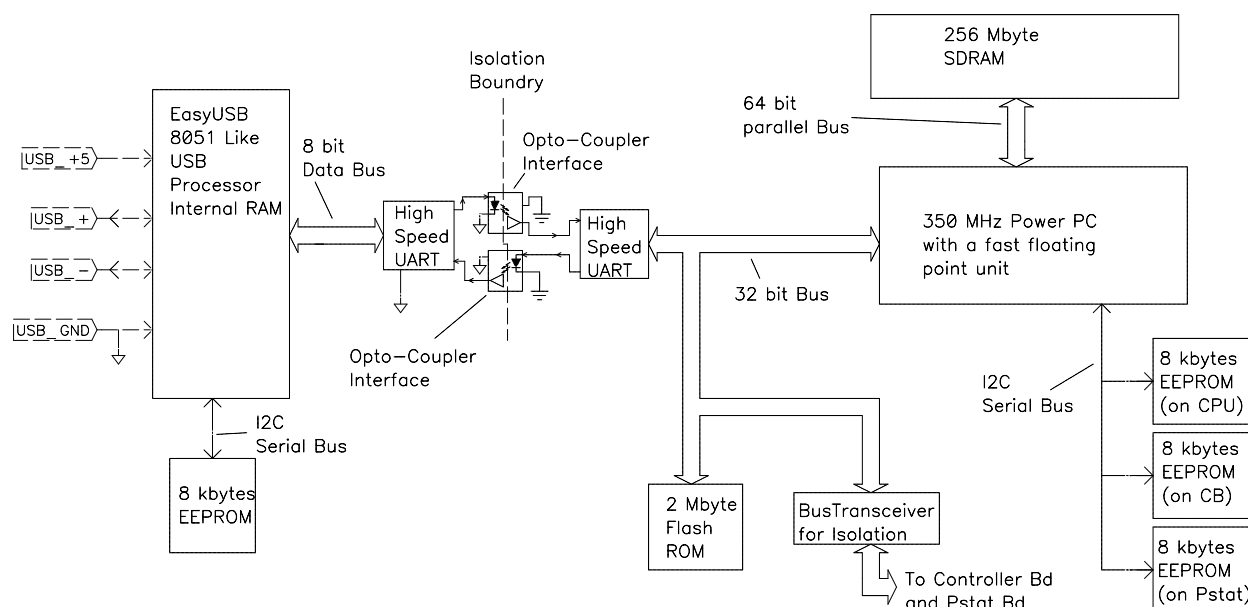 256 Mbyte
SDRAM
Isolation
Boundry
EasyUSB
8051 Like
USB
Processor
Internal RAM
64 bit
parallel Bus
Opto-Coupler
Interface
8 bit
Data Bus
USB_+5
USB_+
USB_-
USB_GND
High
Speed
UART
High
Speed
UART
350 MHz Power PC
with a fast floating
point unit
32 bit Bus
Opto-Coupler
Interface
I2C
Serial Bus
8 kbytes
EEPROM
I2C
Serial Bus
8 kbytes
EEPROM
(on CPU)
8 kbytes
EEPROM
(on CB)
8 kbytes
EEPROM
(on Pstat)
2 Mbyte
Flash
ROM
BusTransceiver
for Isolation
To Controller Bd
and Pstat Bd